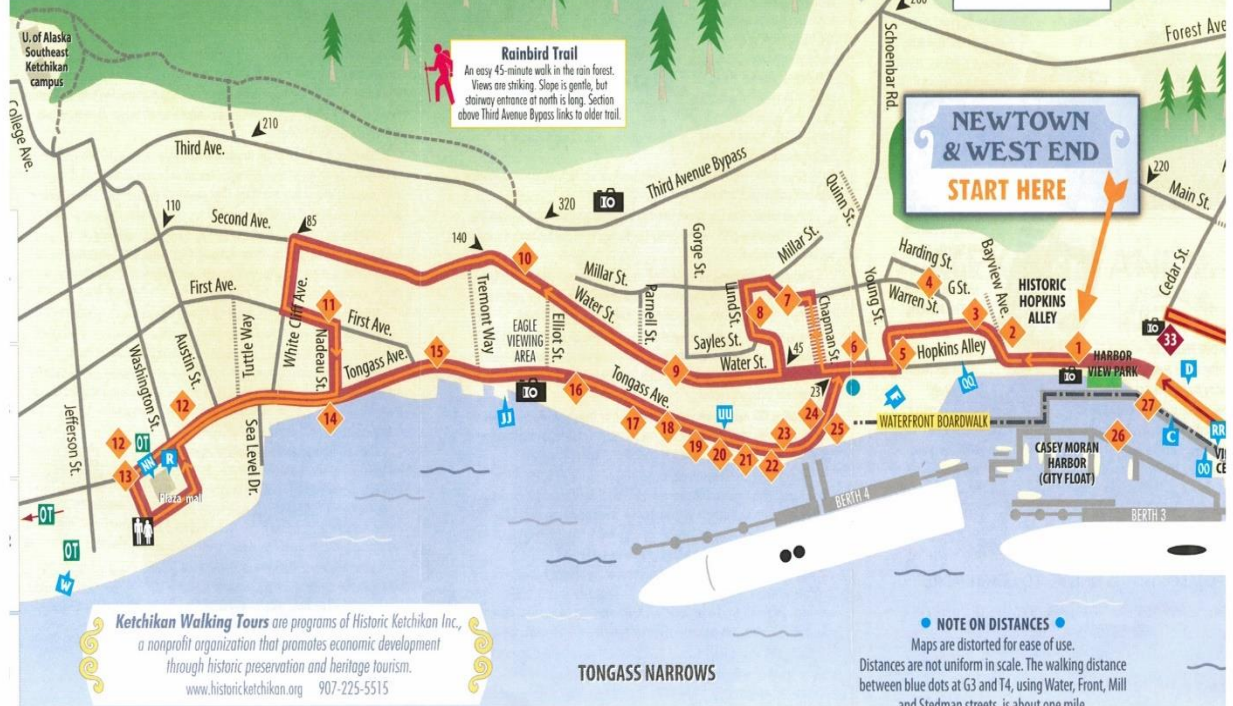 U. of Alaska
Southeast
Ketchikan
campus
College Ave.
210
Third Ave.
Rainbird Trail
An easy 45-minute walk in the rain forest.
Views are striking. Slope is gentle, but
stairway entrance at north is long. Section
above Third Avenue Bypass links to older trail.
Schoenbar Rd.
Forest Ave
NEWTOWN
& WEST END
START HERE
220
Main St.
Cedar St.
320
Third Avenue Bypass
Quinn St.
110
Second Ave.
85
140
10
Gorge St.
Millar St.
Millar St.
Harding St.
Bayview Ave.
HISTORIC
HOPKINS
ALLEY
First Ave.
White Cliff Ave.
11
First Ave.
Nadeau St.
Tremont Way
EAGLE
VIEWING
AREA
Elliot St.
Water St.
Parnell St.
Lund St.
7
8
Chapman St.
Young St.
4
G St.
Warren St.
3
2
1
33
Sayles St.
Water St.
45
6
5
Hopkins Alley
HARBOR
VIEW PARK
D
Austin St.
Tuttle Way
Washington St.
Tongass Ave.
15
9
23
QQ
Jefferson St.
12
14
JJ
16
Tongass Ave.
17
18
UU
19
20
21
22
23
24
25
WATERFRONT BOARDWALK
27
26
C
RR
OO
12
OT
13
NN
R
Sea Level Dr.
Plaza mall
CASEY MORAN
HARBOR
(CITY FLOAT)
BERTH 4
BERTH 3
OT
OT
W
Ketchikan Walking Tours are programs of Historic Ketchikan Inc.,
a nonprofit organization that promotes economic development
through historic preservation and heritage tourism.
www.historicketchikan.org 907-225-5515
TONGASS NARROWS
NOTE ON DISTANCES
Maps are distorted for ease of use.
Distances are not uniform in scale. The walking distance
between blue dots at G3 and T4, using Water, Front, Mill
and Stedman streets, is about one mile.